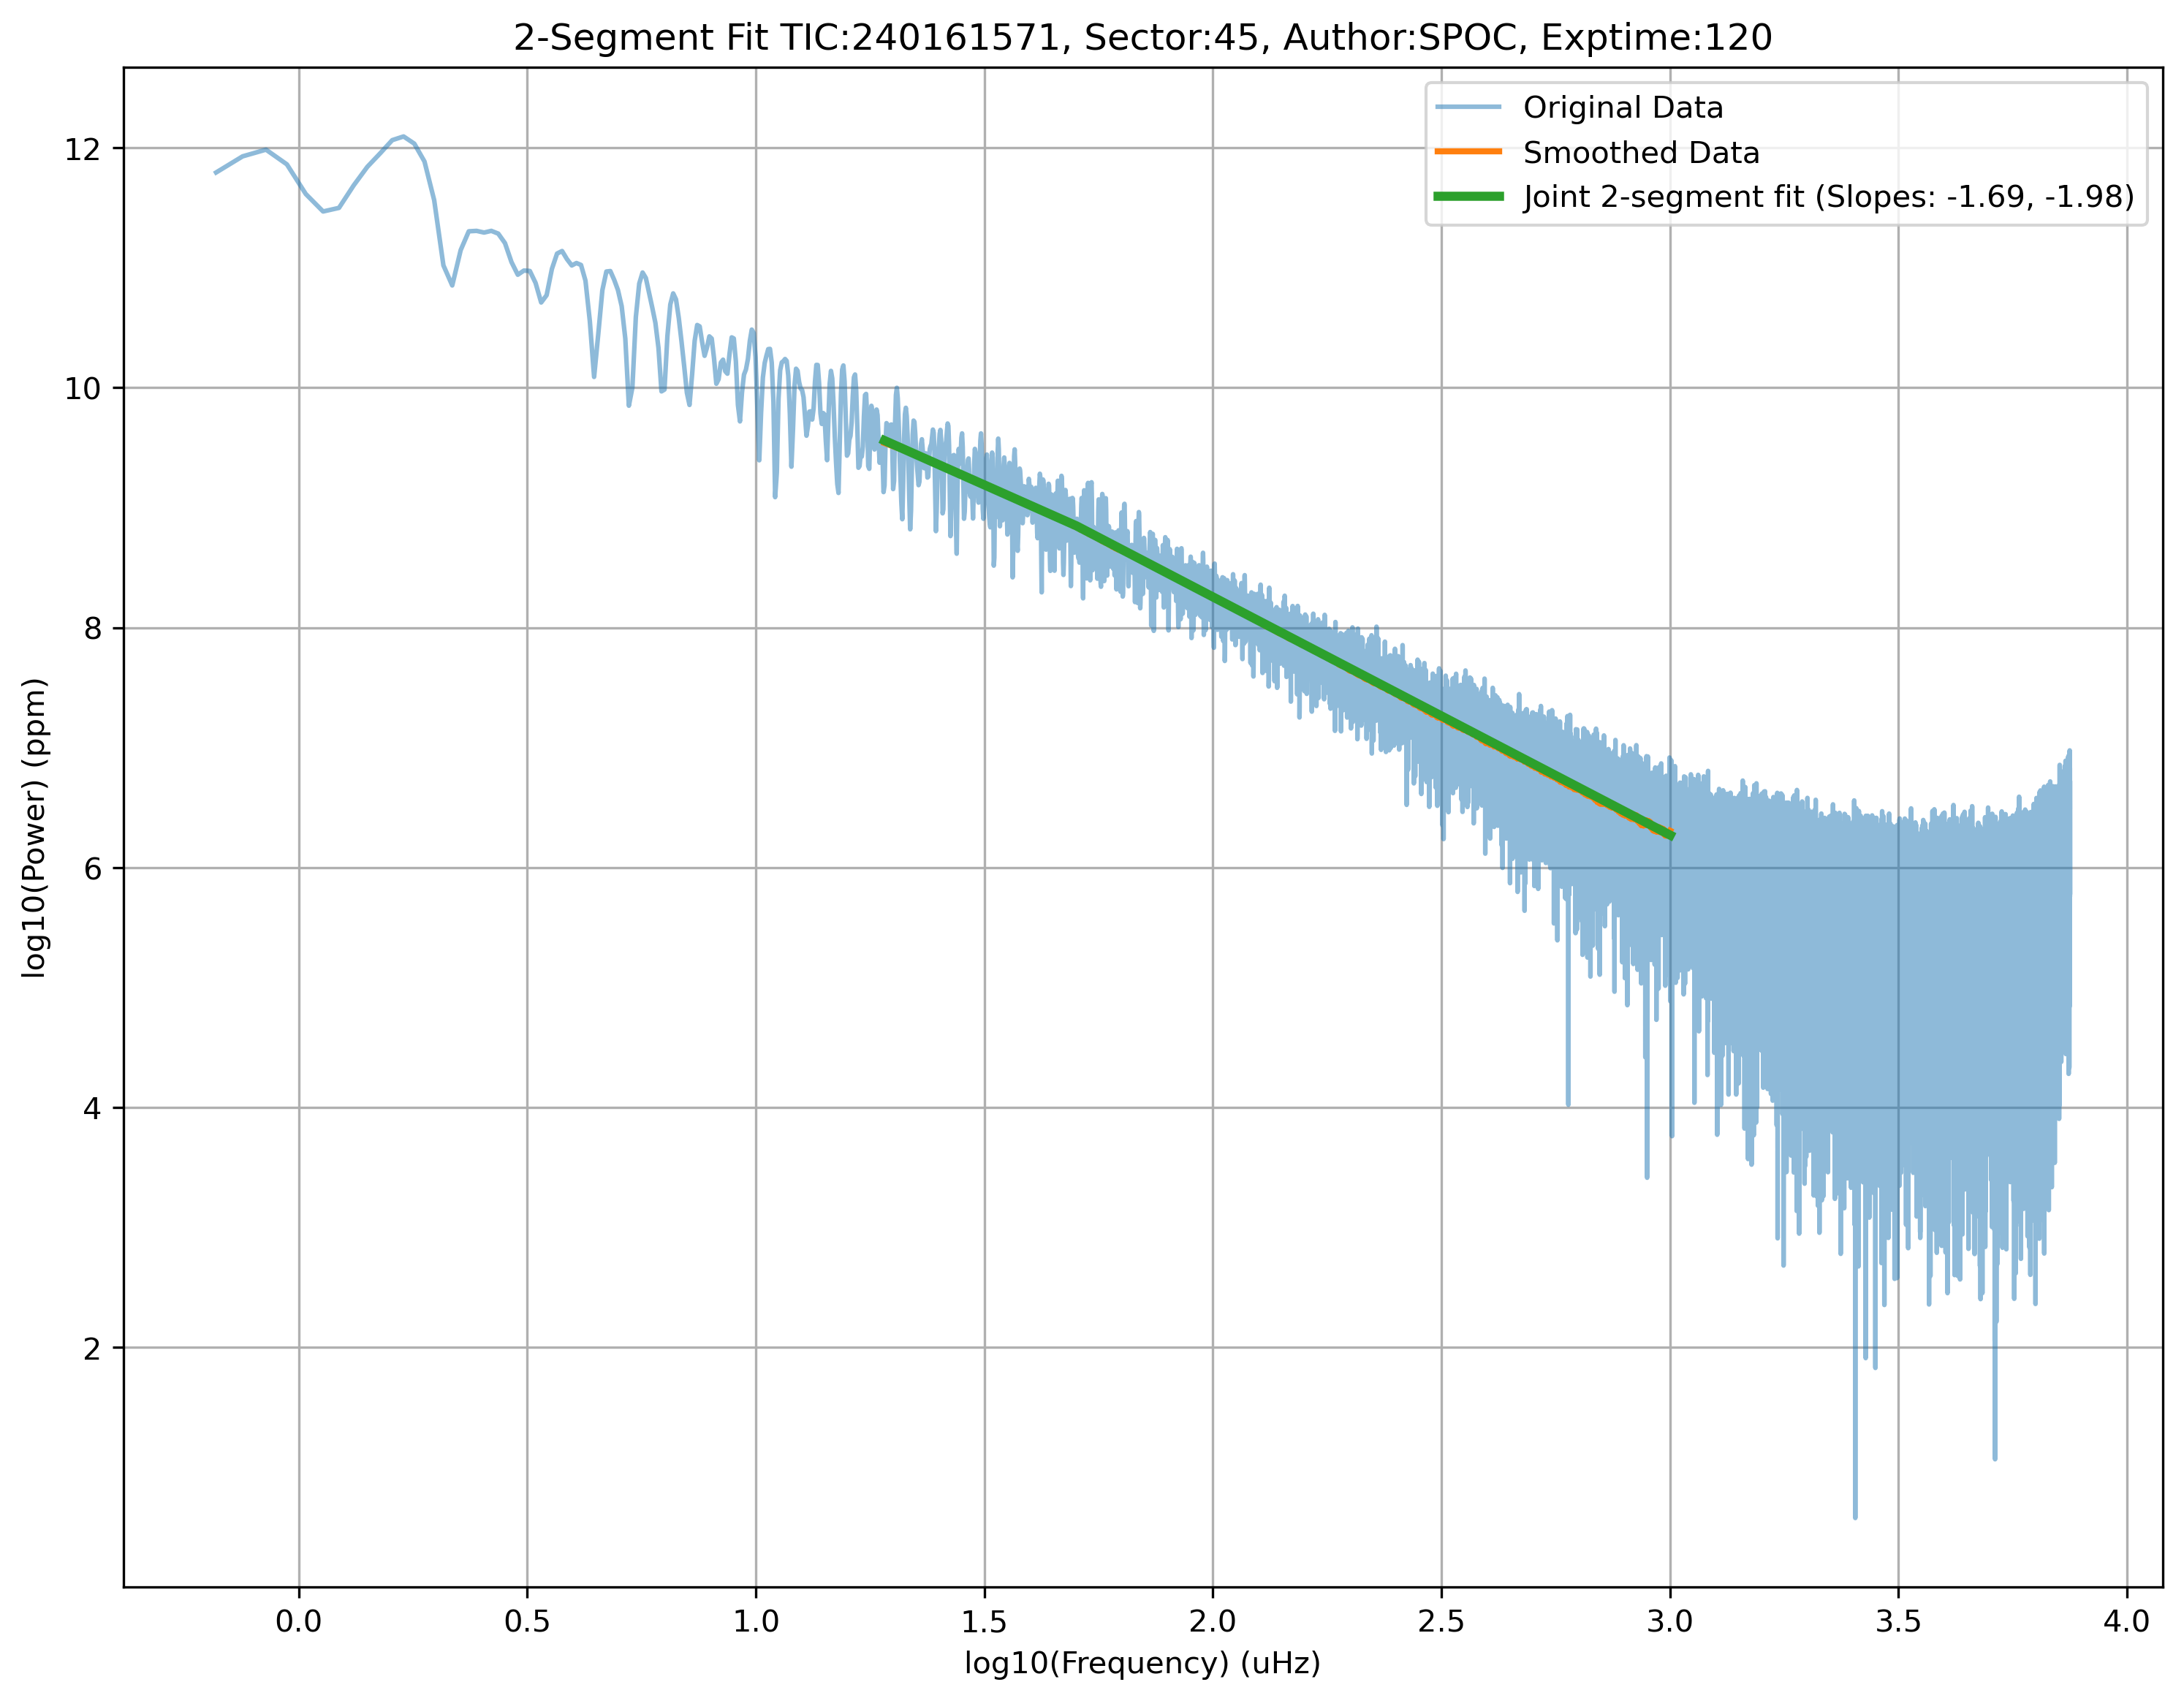 2-Segment Fit TIC:240161571, Sector:45, Author:SPOC, Exptime:120
Original Data
Smoothed Data
Joint 2-segment fit (Slopes: -1.69, -1.98)
log10(Power) (ppm)
12
10
8
6
4
2
0.0 0.5 1.0 1.5 2.0 2.5 3.0 3.5 4.0
log10(Frequency) (uHz)